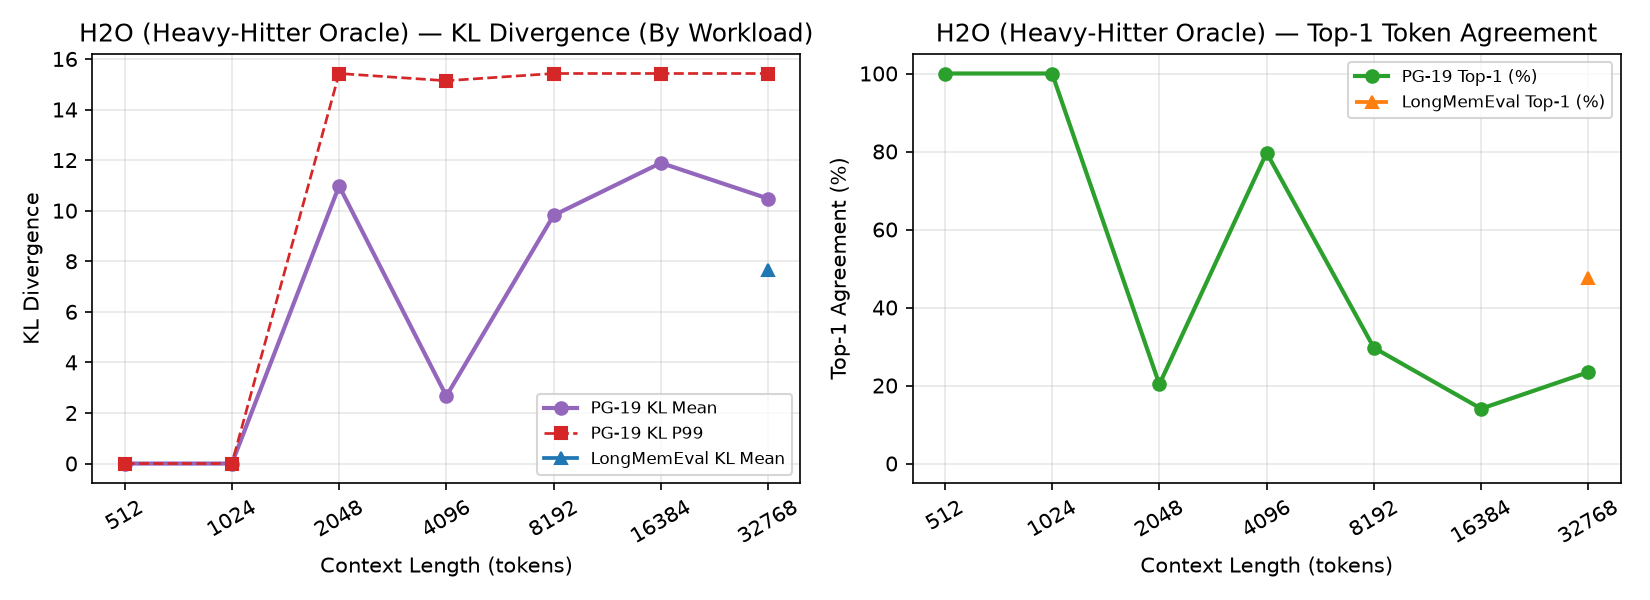 H2O (Heavy-Hitter Oracle) — KL Divergence (By Workload)
KL Divergence
16
14
12
10
8
6
4
2
0
PG-19 KL Mean
PG-19 KL P99
LongMemEval KL Mean
512
1024
2048
4096
8192
16384
32768
Context Length (tokens)
H2O (Heavy-Hitter Oracle) — Top-1 Token Agreement
Top-1 Agreement (%)
100
80
60
40
20
0
PG-19 Top-1 (%)
LongMemEval Top-1 (%)
512
1024
2048
4096
8192
16384
32768
Context Length (tokens)